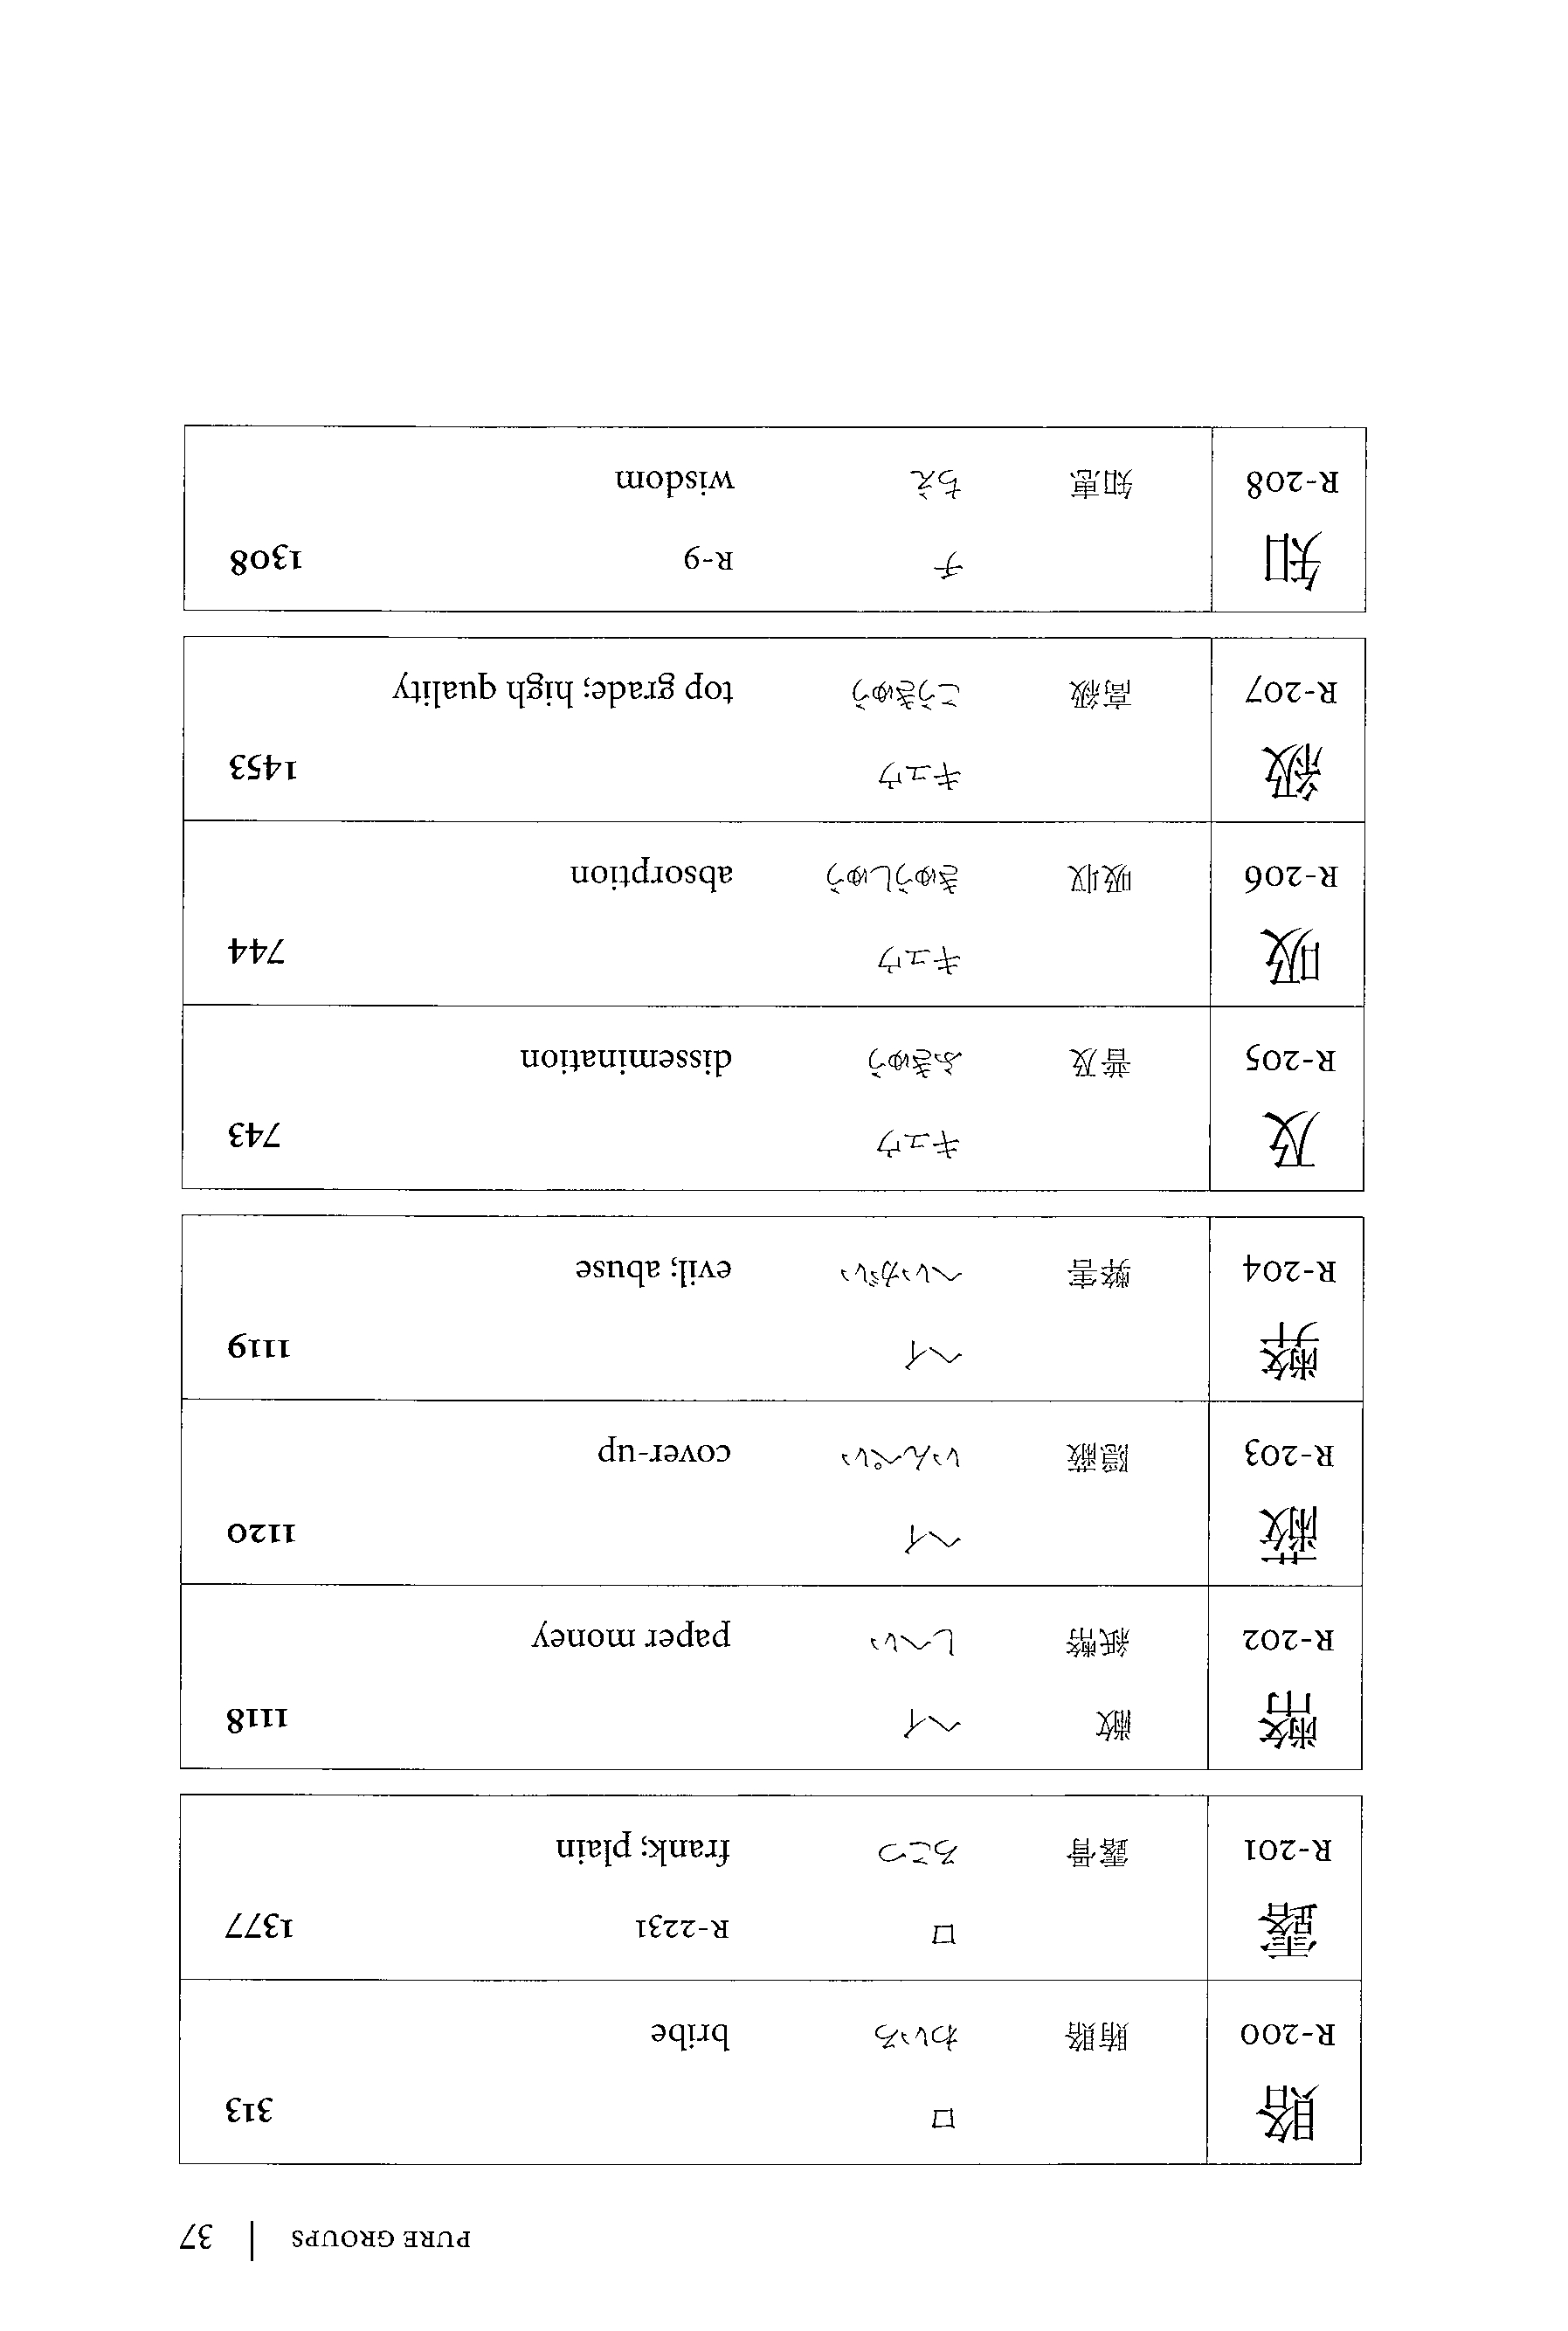 PURE GROUPS | 37
賂 ロ 313
R-200 賄賂 わいろ bribe
露 ロ R-2231 1377
R-201 露骨 ろこつ frank; plain
幣 敝 ヘイ 1118
R-202 紙幣 しへい paper money
蔽 ヘイ 1120
R-203 隠蔽 いんぺい cover-up
弊 ヘイ 1119
R-204 弊害 へいがい evil; abuse
及 キュウ 743
R-205 普及 ふきゅう dissemination
吸 キュウ 744
R-206 吸収 きゅうしゅう absorption
級 キュウ 1453
R-207 高級 こうきゅう top grade; high quality
知 チ R-9 1308
R-208 知恵 ちえ wisdom